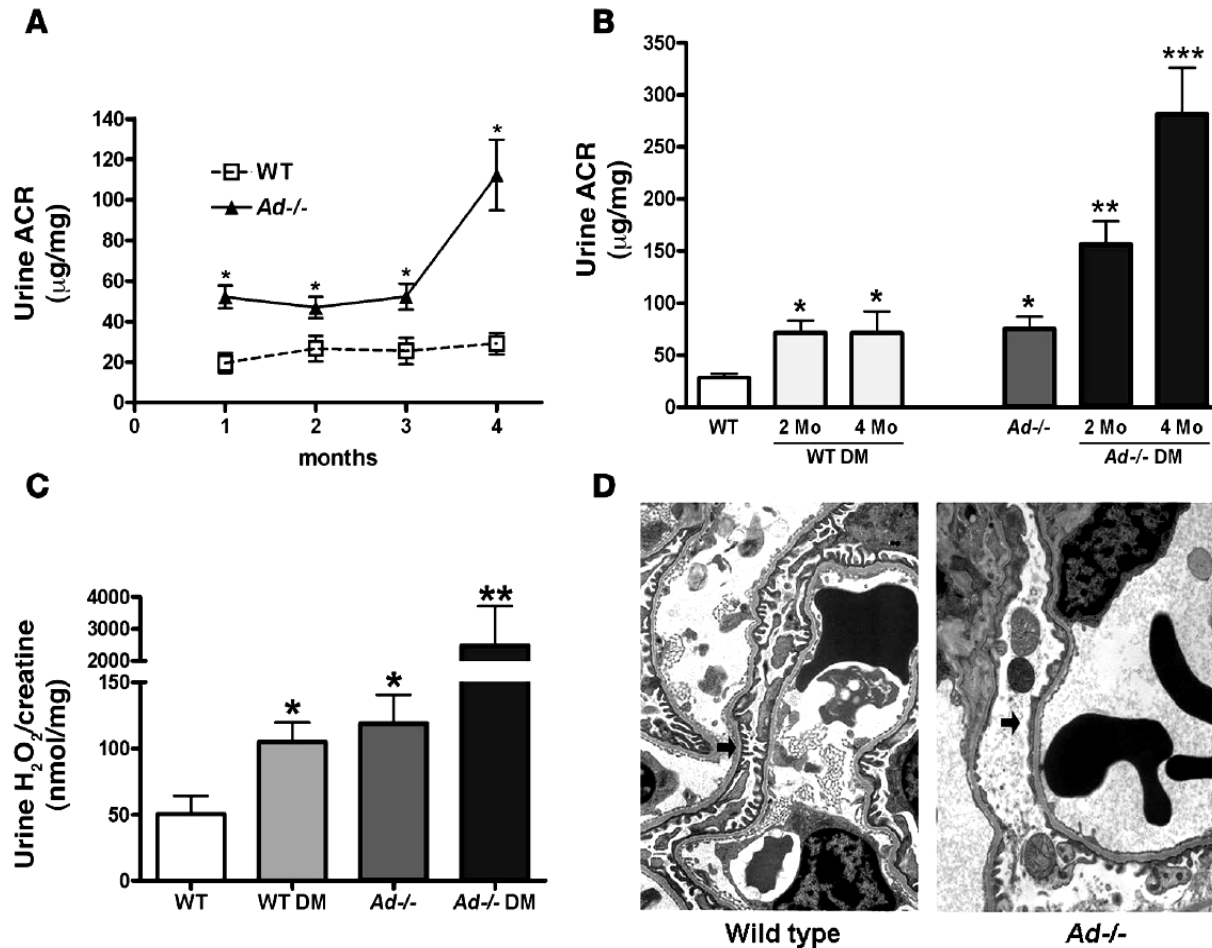 A
Urine ACR
(μg/mg)
140
120
100
80
60
40
20
0
0
1
2
3
4
months
WT
Ad-/-
*
*
*
*
B
Urine ACR
(μg/mg)
350
300
250
200
150
100
50
0
*
*
*
**
***
WT
2 Mo
4 Mo
WT DM
Ad-/-
2 Mo
4 Mo
Ad-/- DM
C
Urine H₂O₂/creatine
(nmol/mg)
4000
3000
2000
150
100
50
0
*
*
**
WT
WT DM
Ad-/-
Ad-/- DM
D
Wild type
Ad-/-